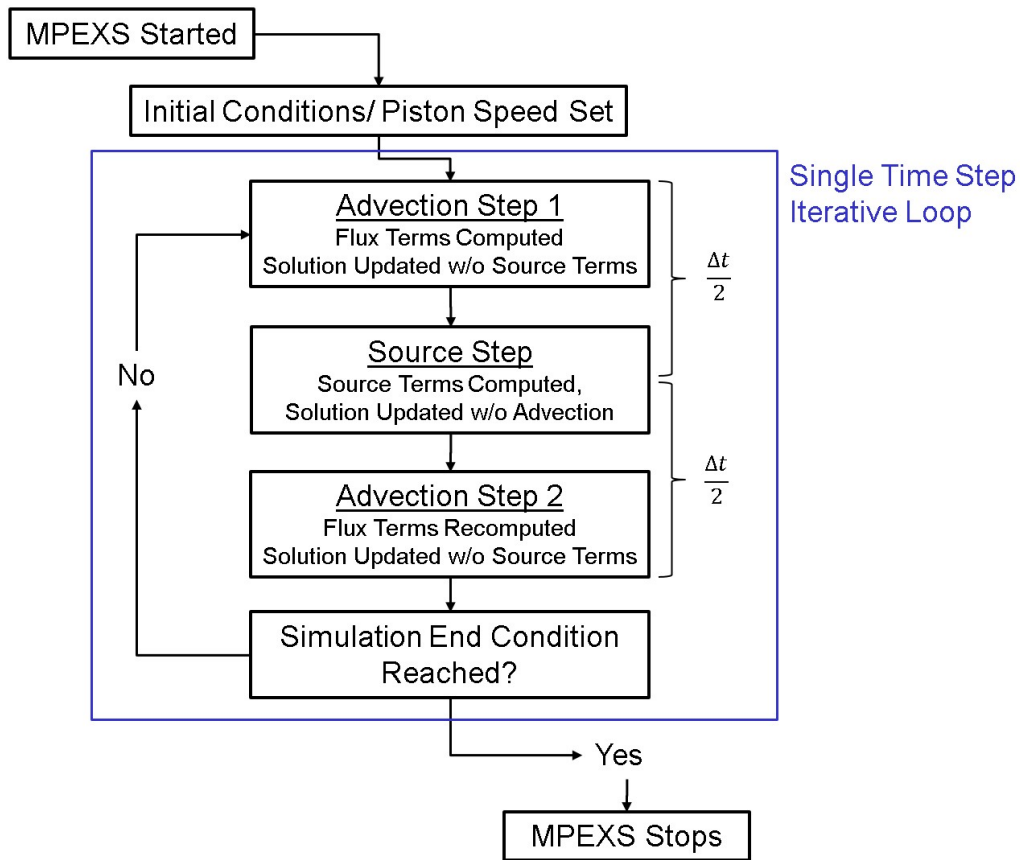 MPEXS Started
Initial Conditions/ Piston Speed Set
Single Time Step
Iterative Loop
Advection Step 1
Flux Terms Computed
Solution Updated w/o Source Terms
Δt
2
Source Step
Source Terms Computed,
Solution Updated w/o Advection
No
Advection Step 2
Flux Terms Recomputed
Solution Updated w/o Source Terms
Δt
2
Simulation End Condition
Reached?
Yes
MPEXS Stops